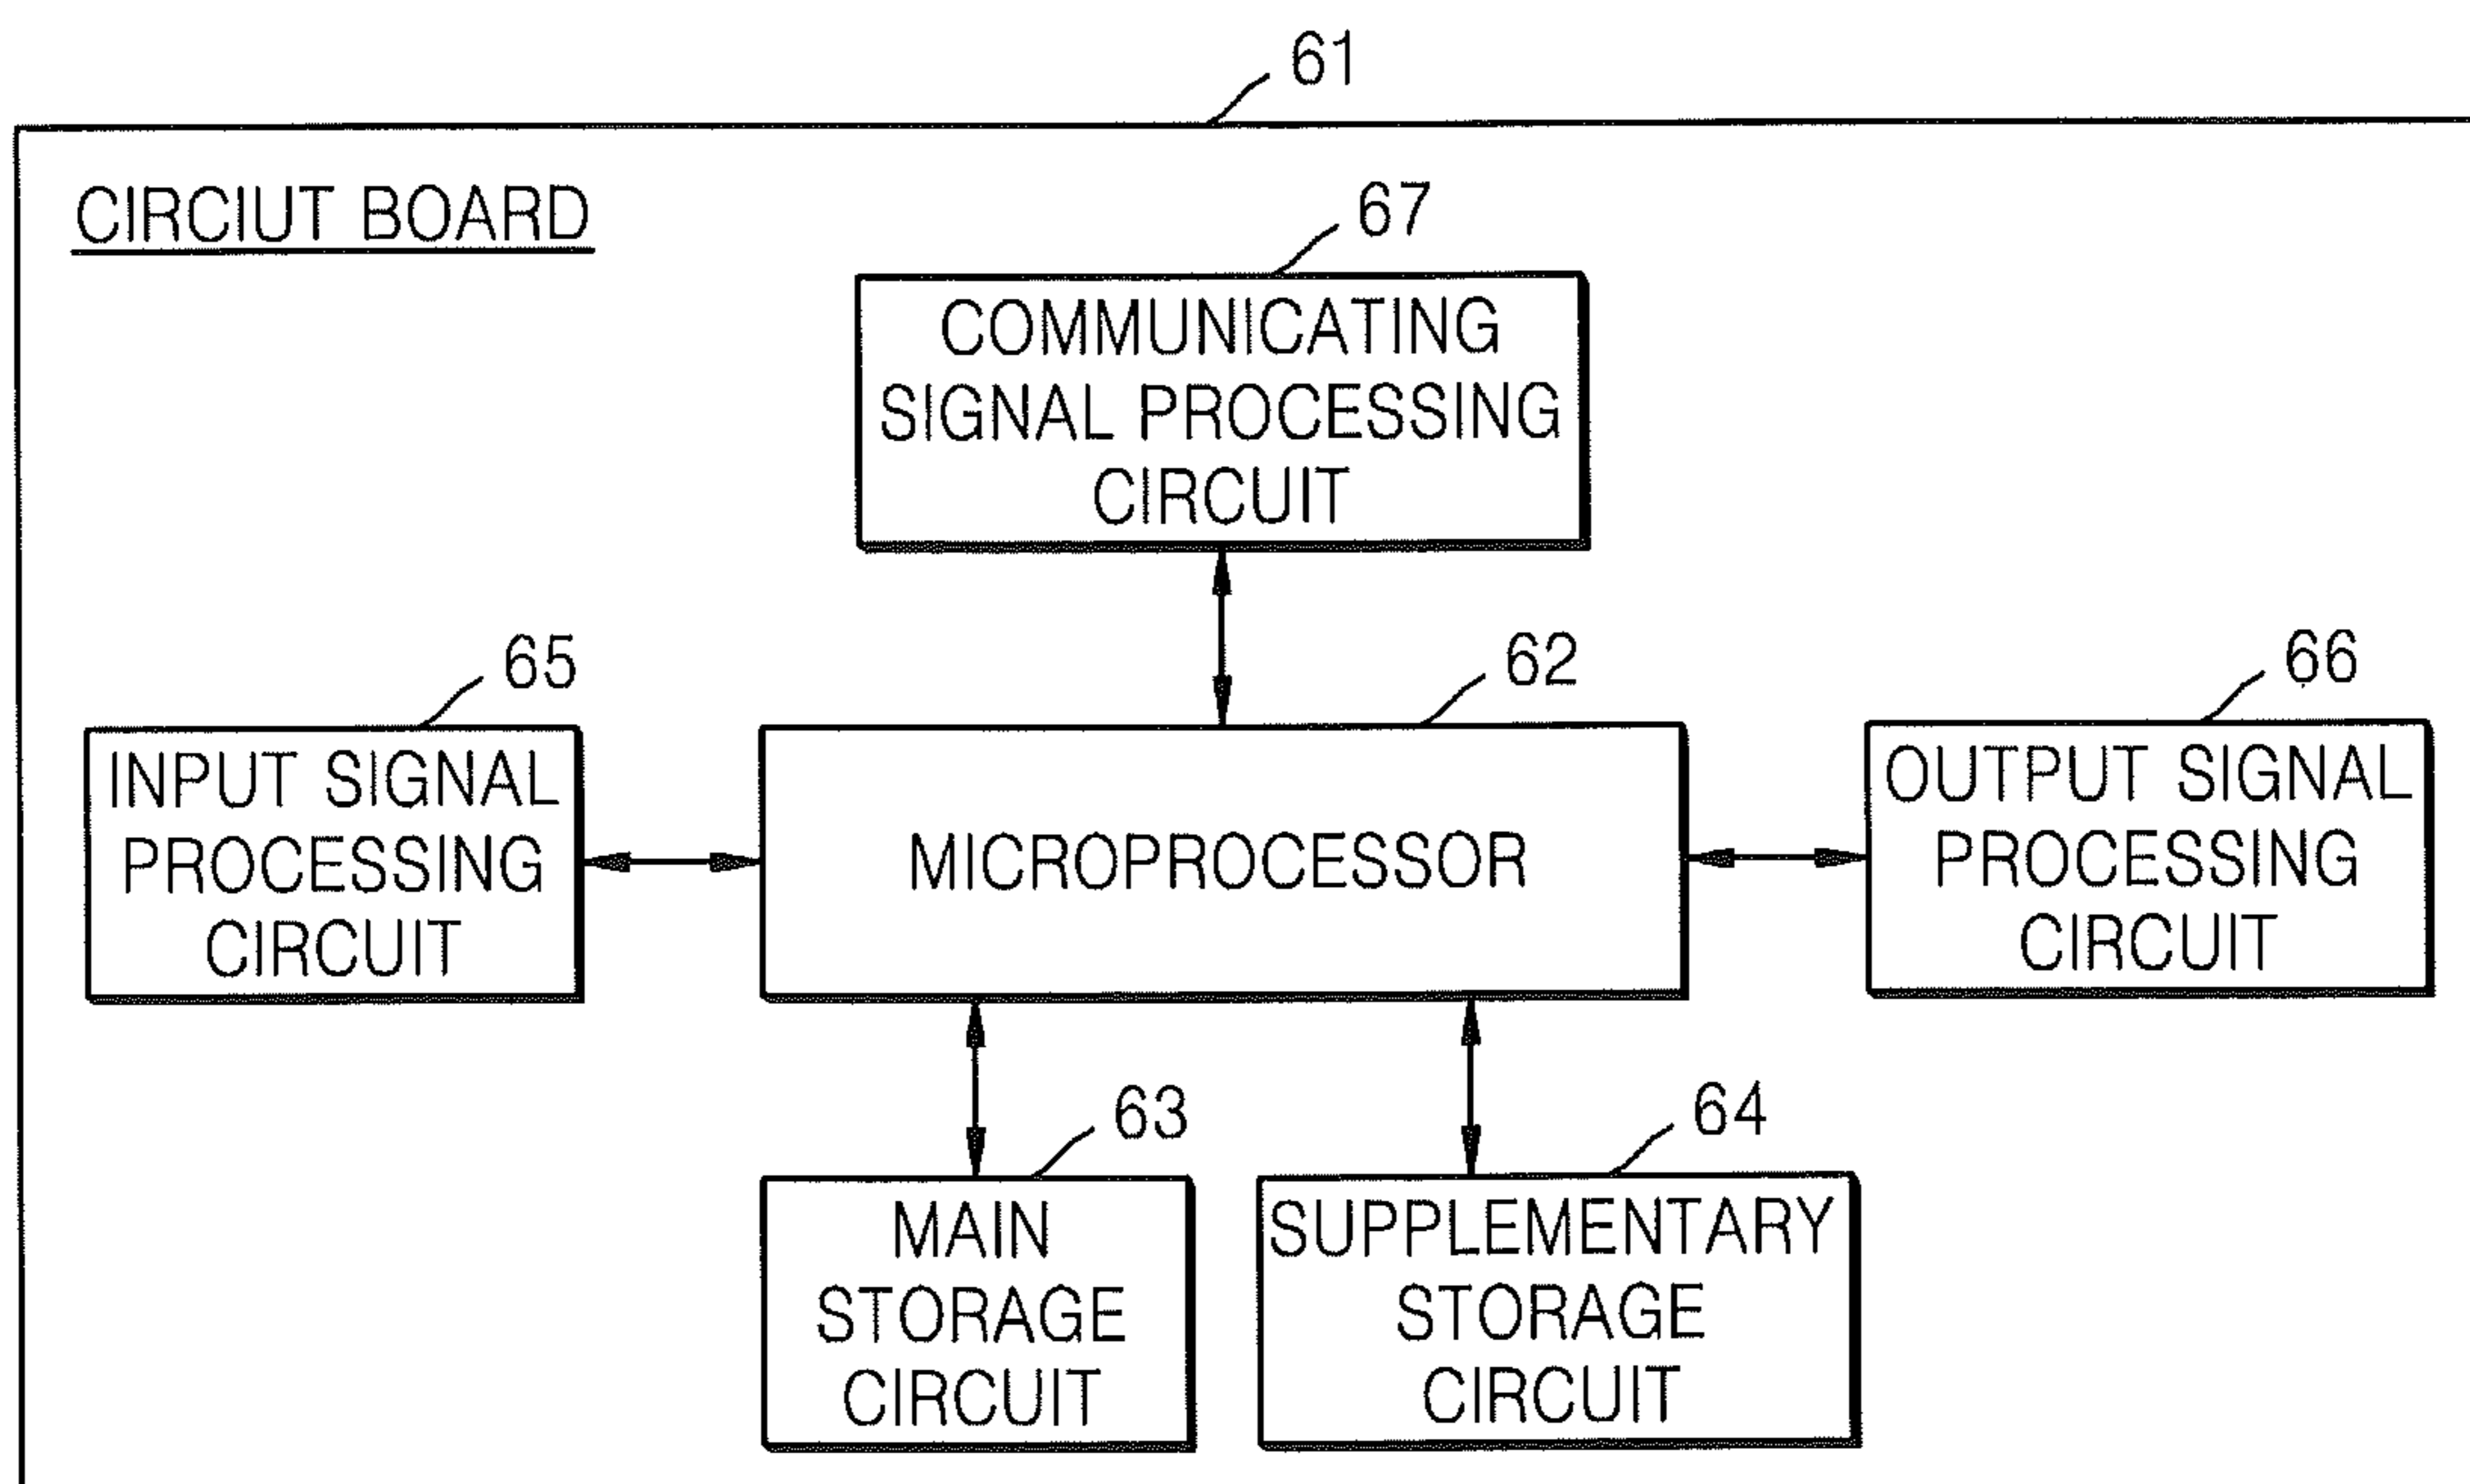 61
CIRCIUT BOARD
67
COMMUNICATING
SIGNAL PROCESSING
CIRCUIT
65
INPUT SIGNAL
PROCESSING
CIRCUIT
62
MICROPROCESSOR
66
OUTPUT SIGNAL
PROCESSING
CIRCUIT
63
MAIN
STORAGE
CIRCUIT
64
SUPPLEMENTARY
STORAGE
CIRCUIT